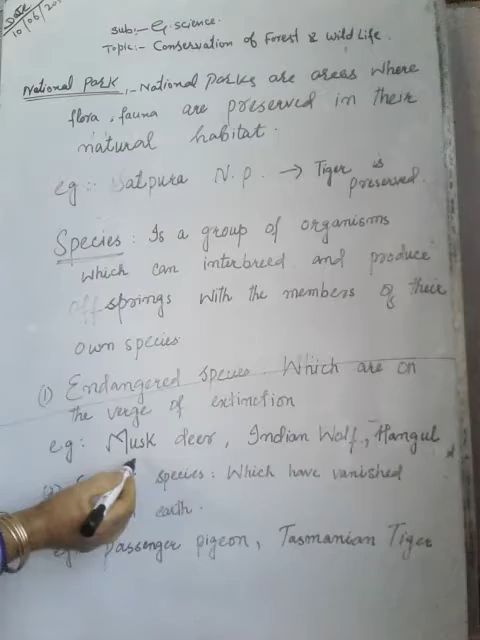 Date
10/06/20
Sub:- G. science
Topic:- Conservation of Forest & Wild Life.
National Park :- National Parks are areas where
flora, fauna are preserved in their
natural habitat.
eg :- Satpura N.P. → Tiger is
preserved.
Species : Is a group of organisms
which can interbreed and produce
offsprings with the members of their
own species
(1) Endangered species. Which are on
the verge of extinction
eg: Musk deer, Indian Wolf, Hangul
species: Which have vanished
earth.
passenger pigeon, Tasmanian Tiger